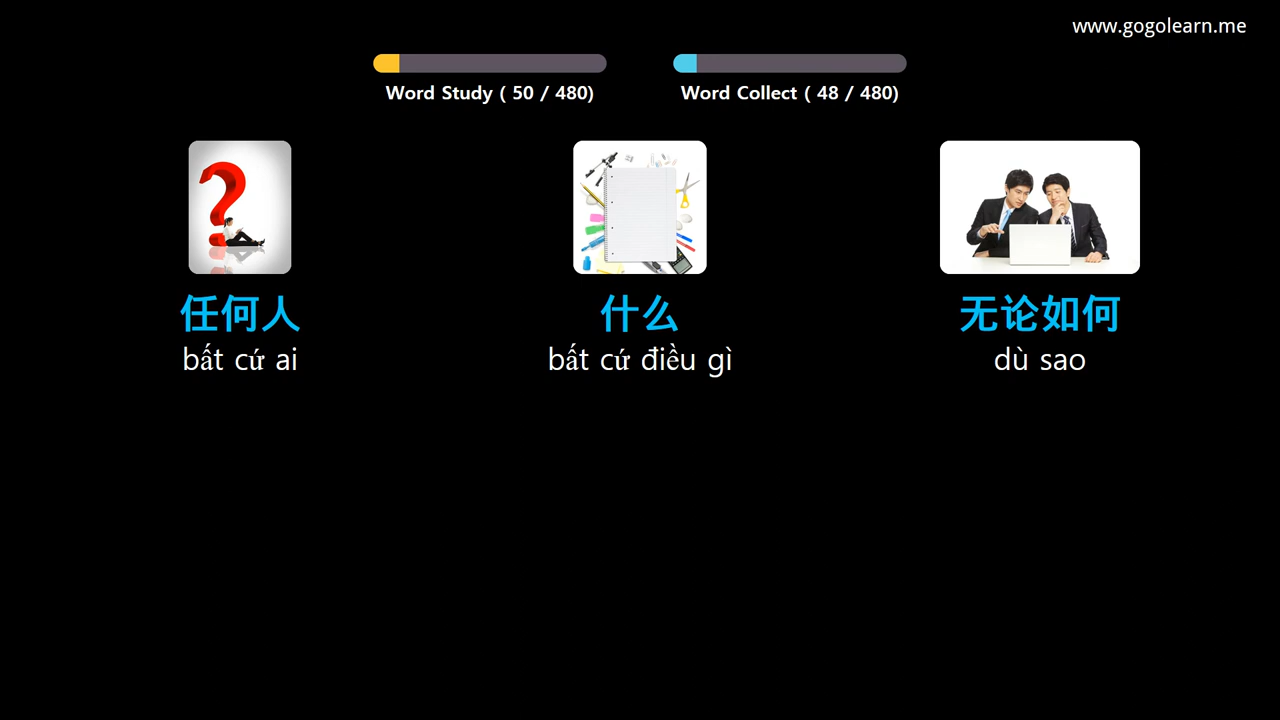 www.gogolearn.me
Word Study ( 50 / 480)
Word Collect ( 48 / 480)
任何人
bất cứ ai
什么
bất cứ điều gì
无论如何
dù sao